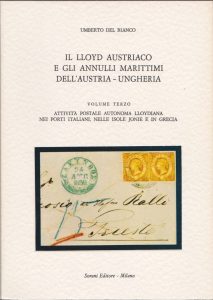 UMBERTO DEL BIANCO
IL LLOYD AUSTRIACO
E GLI ANNULLI MARITTIMI
DELL'AUSTRIA - UNGHERIA
VOLUME TERZO
ATTIVITÀ POSTALE AUTONOMA LLOYDIANA
NEI PORTI ITALIANI, NELLE ISOLE JONIE E IN GRECIA
Trieste
Sorani Editore - Milano